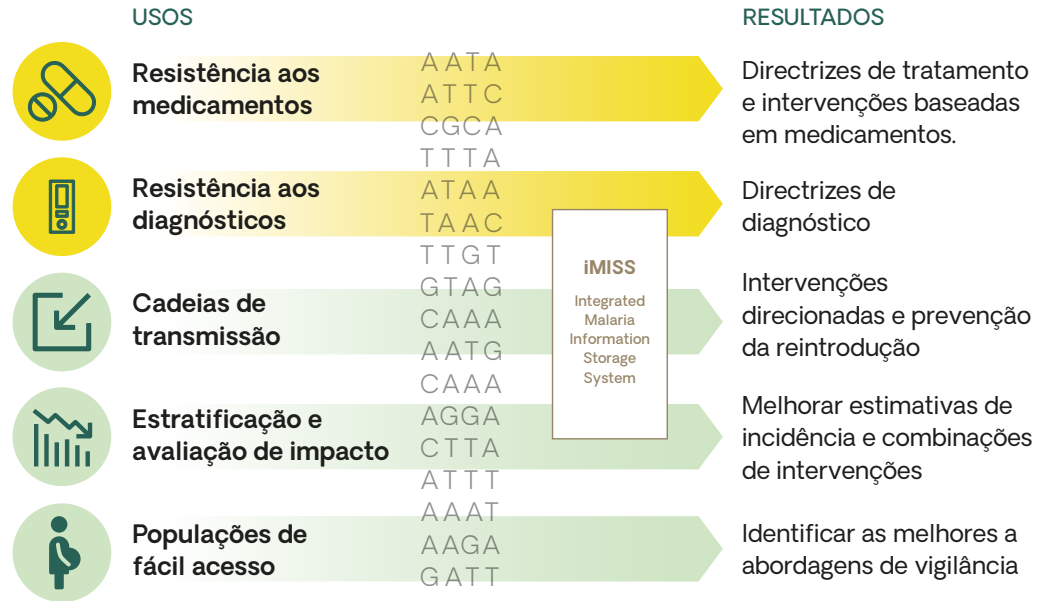 USOS
RESULTADOS
Resistência aos
medicamentos
Directrizes de tratamento
e intervenções baseadas
em medicamentos.
Resistência aos
diagnósticos
Directrizes de
diagnóstico
Cadeias de
transmissão
Intervenções
direcionadas e prevenção
da reintrodução
Estratificação e
avaliação de impacto
Melhorar estimativas de
incidência e combinações
de intervenções
Populações de
fácil acesso
Identificar as melhores a
abordagens de vigilância
AATA
ATTC
CGCA
TTTA
ATAA
TAAC
TTGT
GTAG
CAAA
AATG
CAAA
AGGA
CTTA
ATTT
AAAT
AAGA
GATT
iMISS
Integrated
Malaria
Information
Storage
System